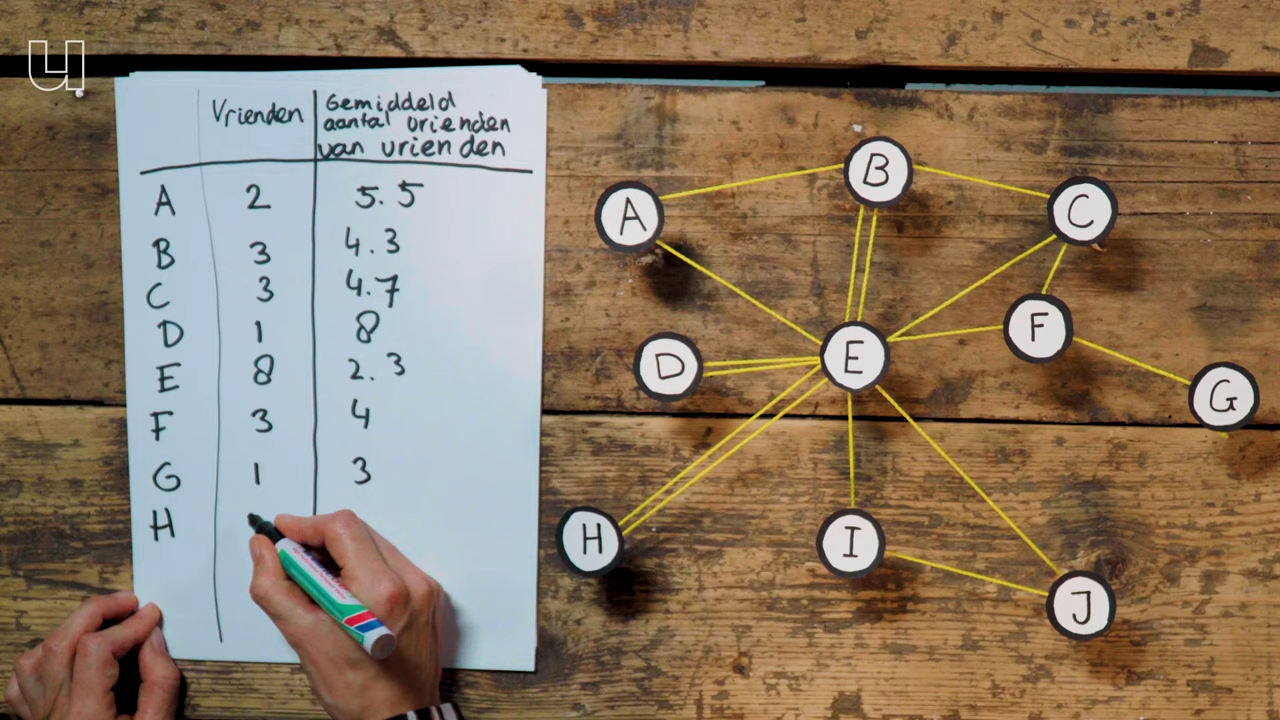 Vrienden
Gemiddeld
aantal vrienden
van vrienden
A 2 5.5
B 3 4.3
C 3 4.7
D 1 8
E 8 2.3
F 3 4
G 1 3
H
B
A
C
F
E
D
G
H
I
J